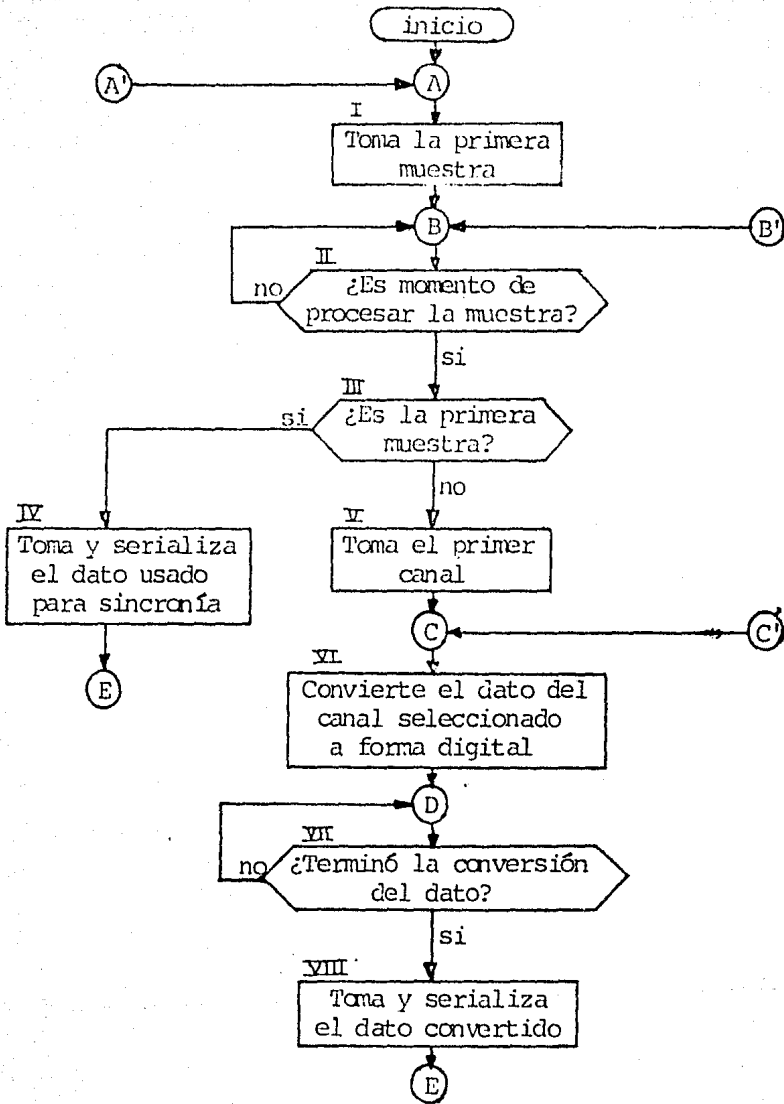 inicio
A'
A
I
Toma la primera
muestra
B
B'
II
¿Es momento de
procesar la muestra?
no
si
III
¿Es la primera
muestra?
si
no
IV
Toma y serializa
el dato usado
para sincronía
E
V
Toma el primer
canal
C
C'
VI
Convierte el dato del
canal seleccionado
a forma digital
D
VII
¿Terminó la conversión
del dato?
no
si
VIII
Toma y serializa
el dato convertido
E